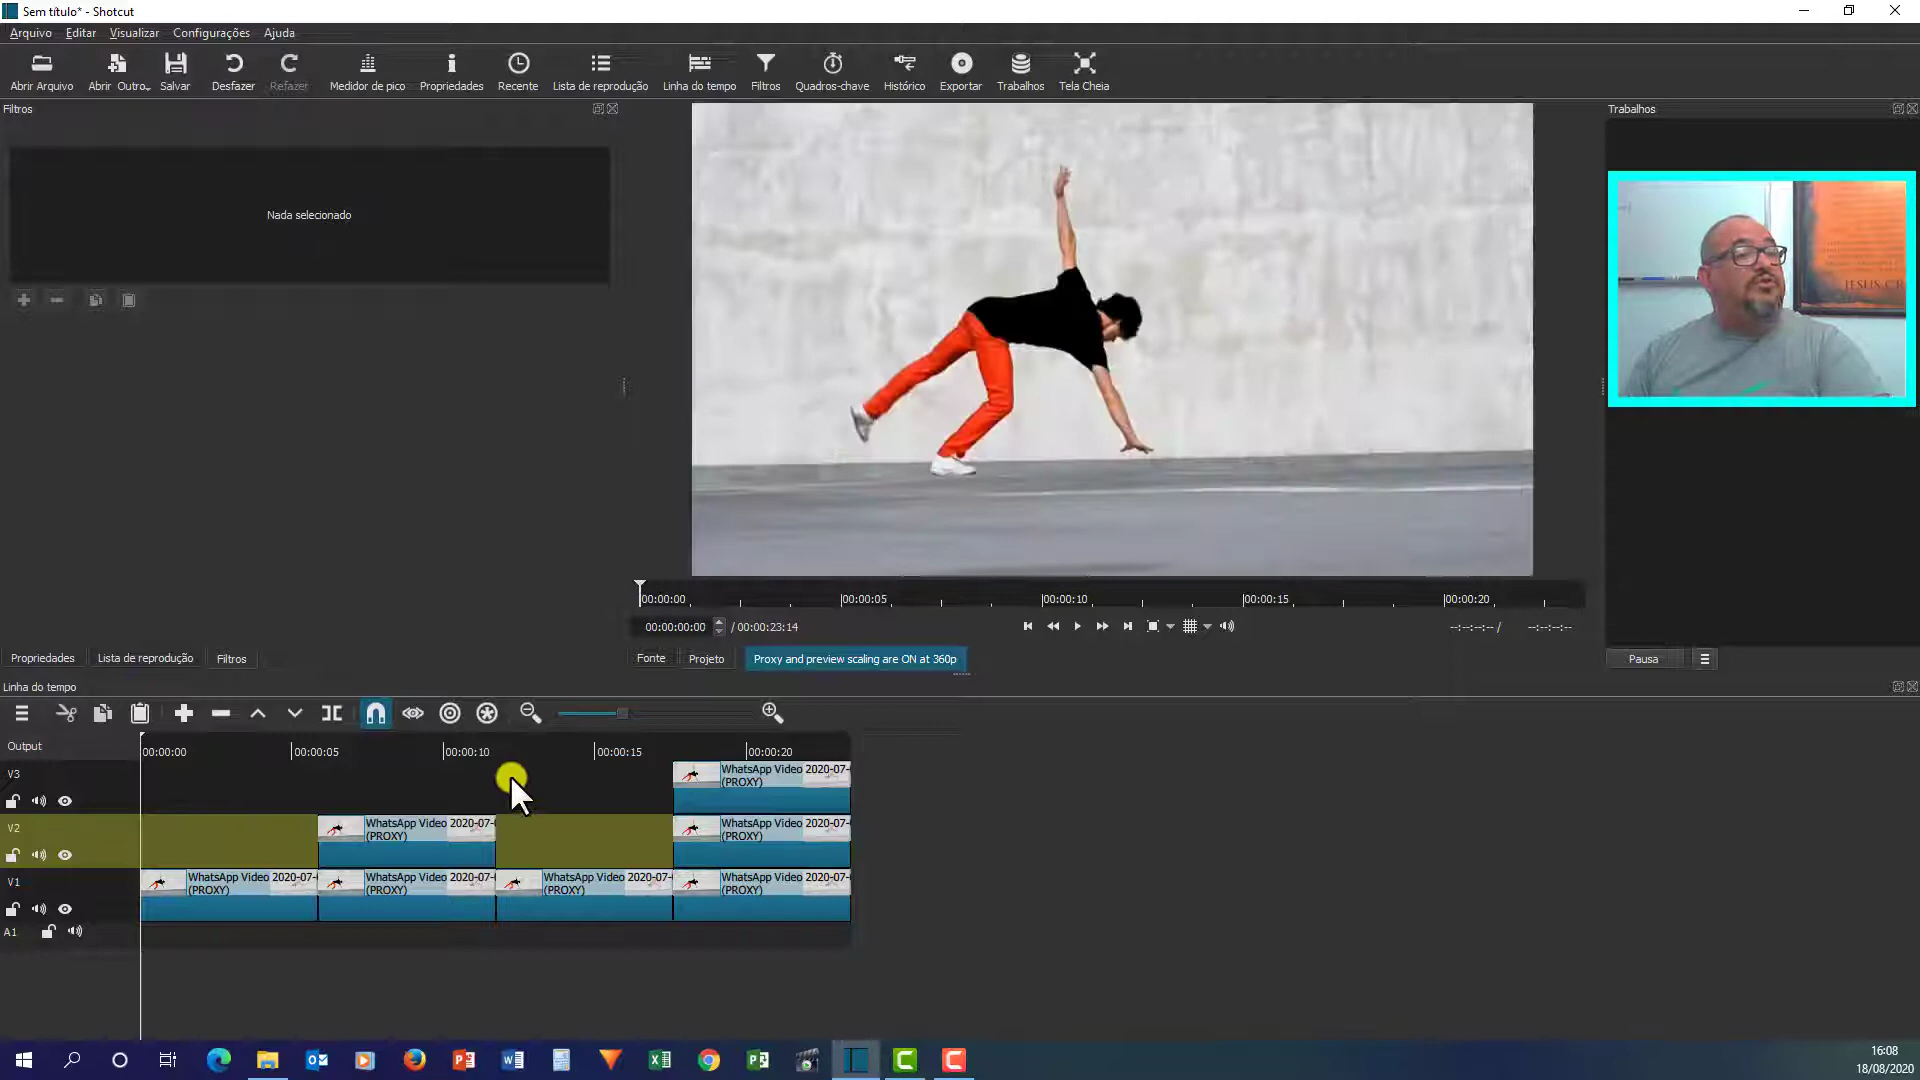 Sem título* - Shotcut
Arquivo Editar Visualizar Configurações Ajuda
Abrir Arquivo Abrir Outro Salvar Desfazer Refazer Medidor de pico Propriedades Recente Lista de reprodução Linha do tempo Filtros Quadros-chave Histórico Exportar Trabalhos Tela Cheia
Filtros
Trabalhos
Nada selecionado
JESUS CR
00:00:00 00:00:05 00:00:10 00:00:15 00:00:20
00:00:00:00 / 00:00:23:14 --:--:--:-- / --:--:--:--
Propriedades Lista de reprodução Filtros
Fonte Projeto Proxy and preview scaling are ON at 360p
Pausa
Linha do tempo
Output
00:00:00 00:00:05 00:00:10 00:00:15 00:00:20
V3
WhatsApp Video 2020-07-
(PROXY)
V2
WhatsApp Video 2020-07- WhatsApp Video 2020-07-
(PROXY) (PROXY)
V1
WhatsApp Video 2020-07- WhatsApp Video 2020-07- WhatsApp Video 2020-07- WhatsApp Video 2020-07-
(PROXY) (PROXY) (PROXY) (PROXY)
A1
16:08
18/08/2020